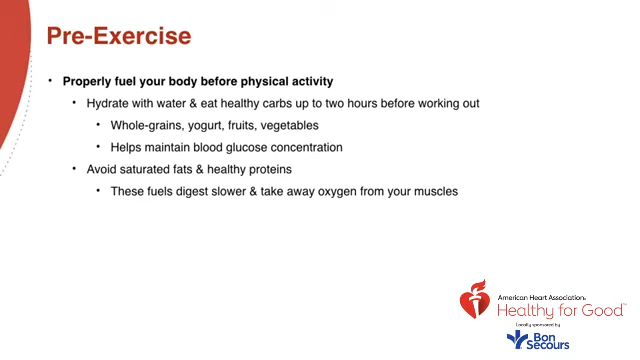 Pre-Exercise
• Properly fuel your body before physical activity
• Hydrate with water & eat healthy carbs up to two hours before working out
• Whole-grains, yogurt, fruits, vegetables
• Helps maintain blood glucose concentration
• Avoid saturated fats & healthy proteins
• These fuels digest slower & take away oxygen from your muscles
American Heart Association®
Healthy for Good™
Locally sponsored by
Bon
Secours